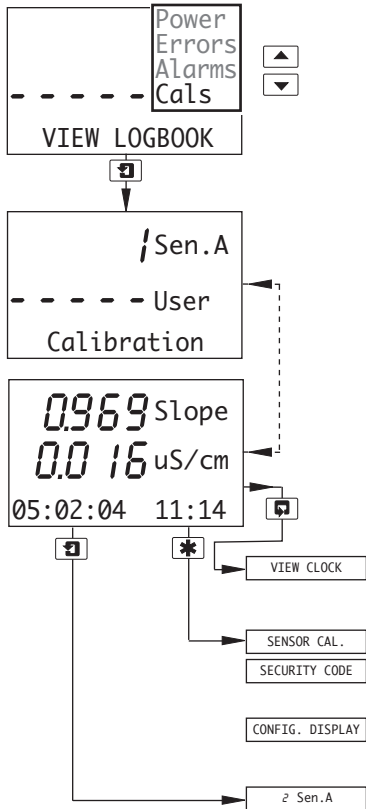 Power
Errors
Alarms
- - - - - Cals
VIEW LOGBOOK
1 Sen.A
- - - - - User
Calibration
0.969 Slope
0.016 uS/cm
05:02:04 11:14
VIEW CLOCK
SENSOR CAL.
SECURITY CODE
CONFIG. DISPLAY
2 Sen.A